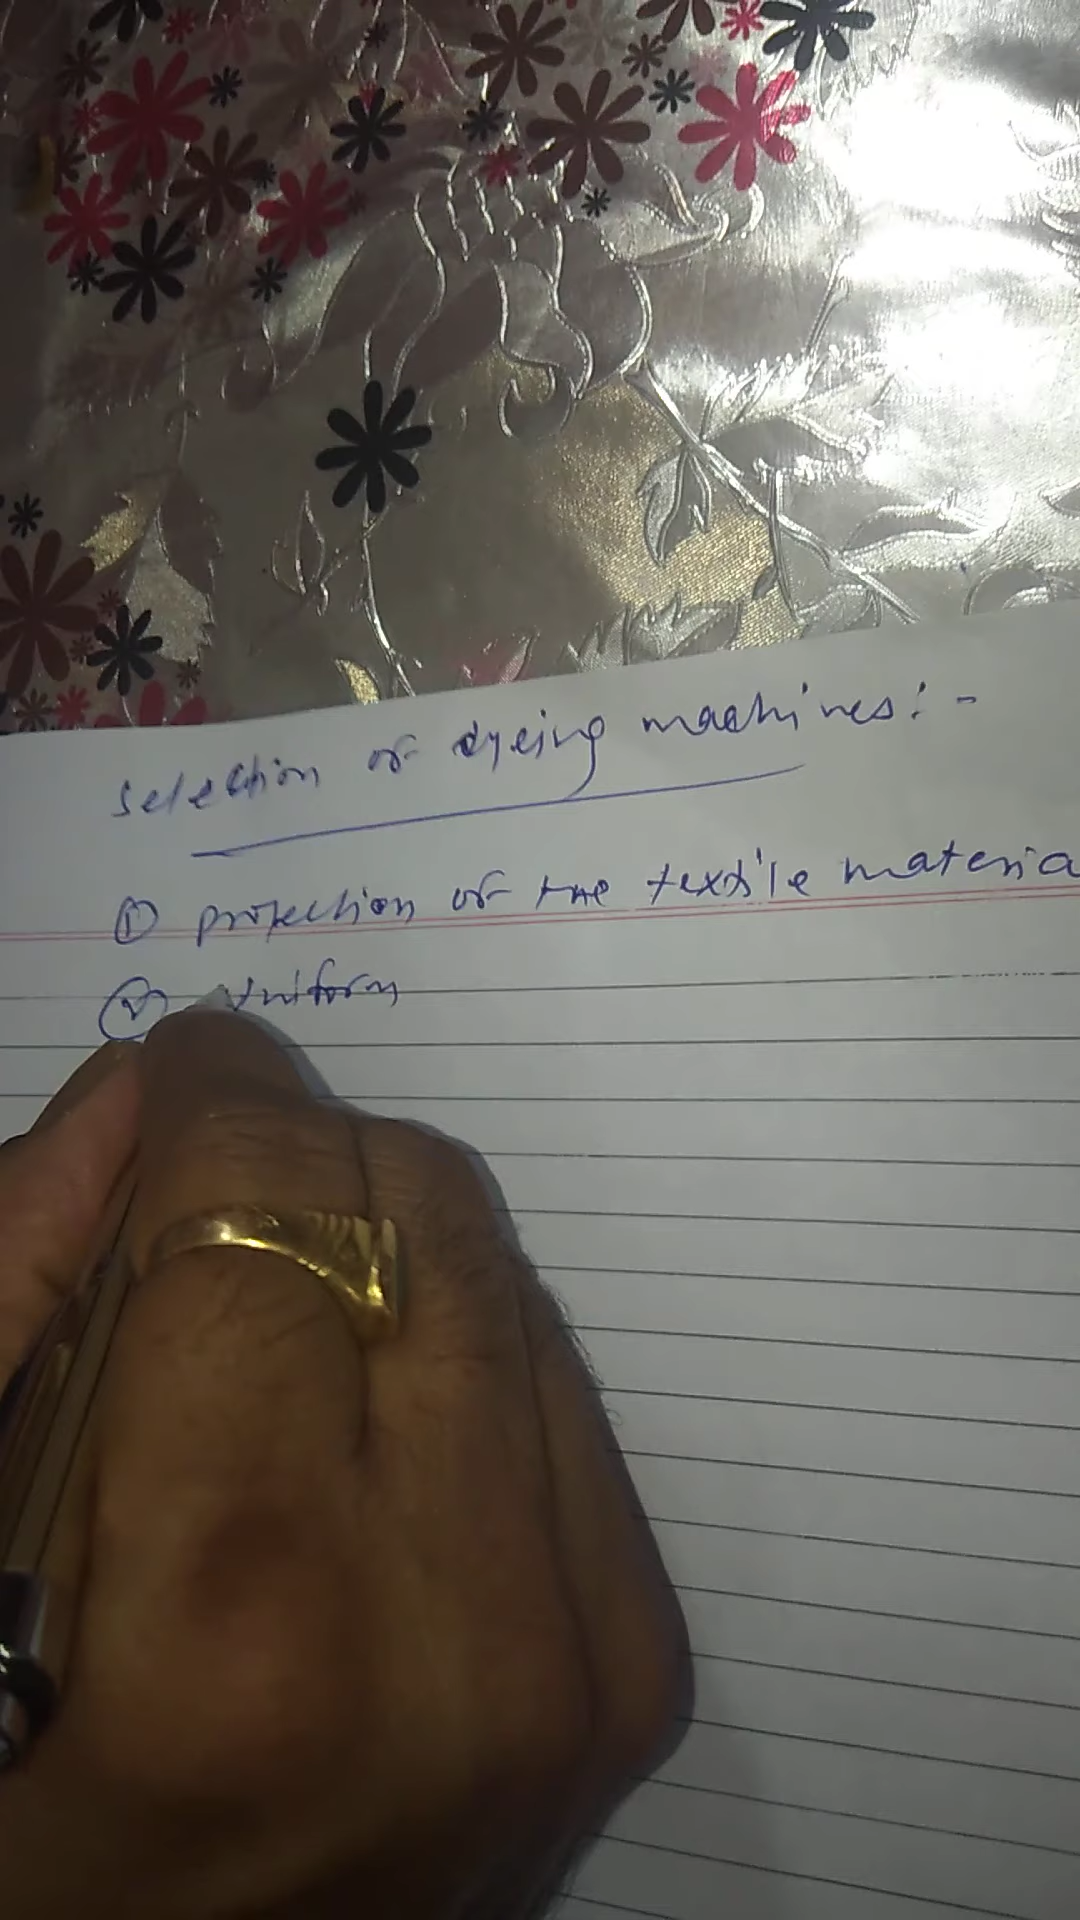 Selection of dyeing machines:-
① protection of the textile materia
② Uniform